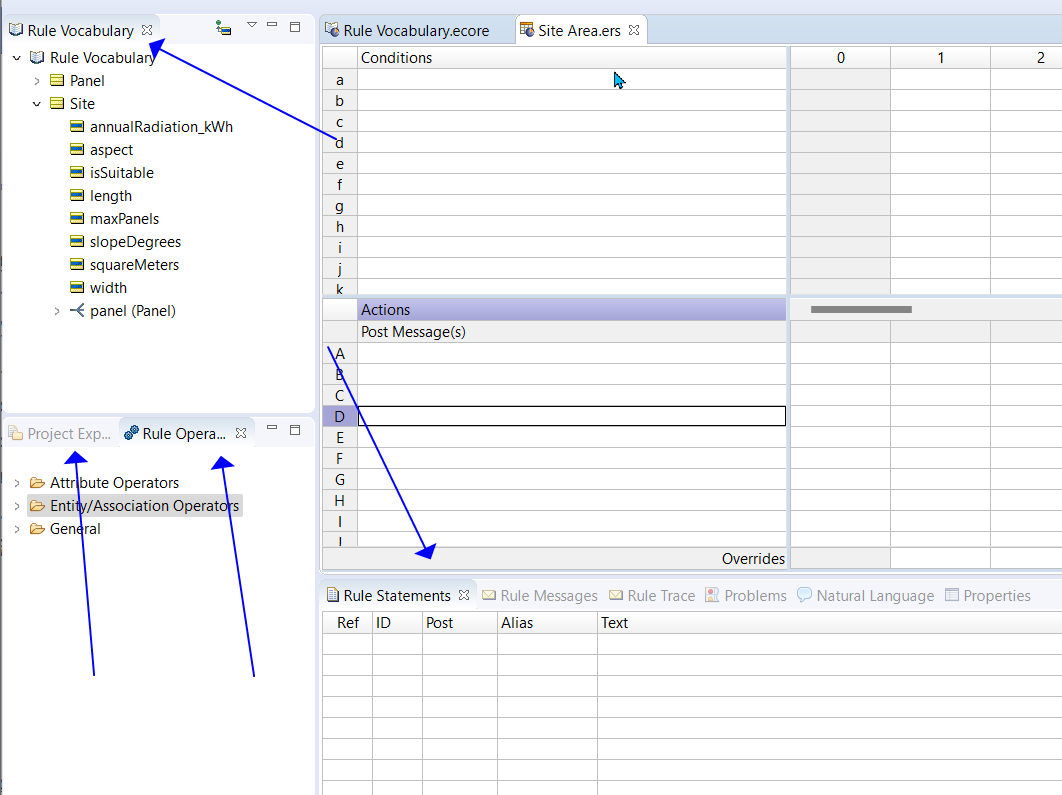 Rule Vocabulary
Rule Vocabulary
Panel
Site
annualRadiation_kWh
aspect
isSuitable
length
maxPanels
slopeDegrees
squareMeters
width
panel (Panel)
Project Exp... Rule Opera...
Attribute Operators
Entity/Association Operators
General
Rule Vocabulary.ecore Site Area.ers
Conditions 0 1 2
a
b
c
d
e
f
g
h
i
j
k
Actions
Post Message(s)
A
B
C
D
E
F
G
H
I
J
Overrides
Rule Statements Rule Messages Rule Trace Problems Natural Language Properties
Ref ID Post Alias Text